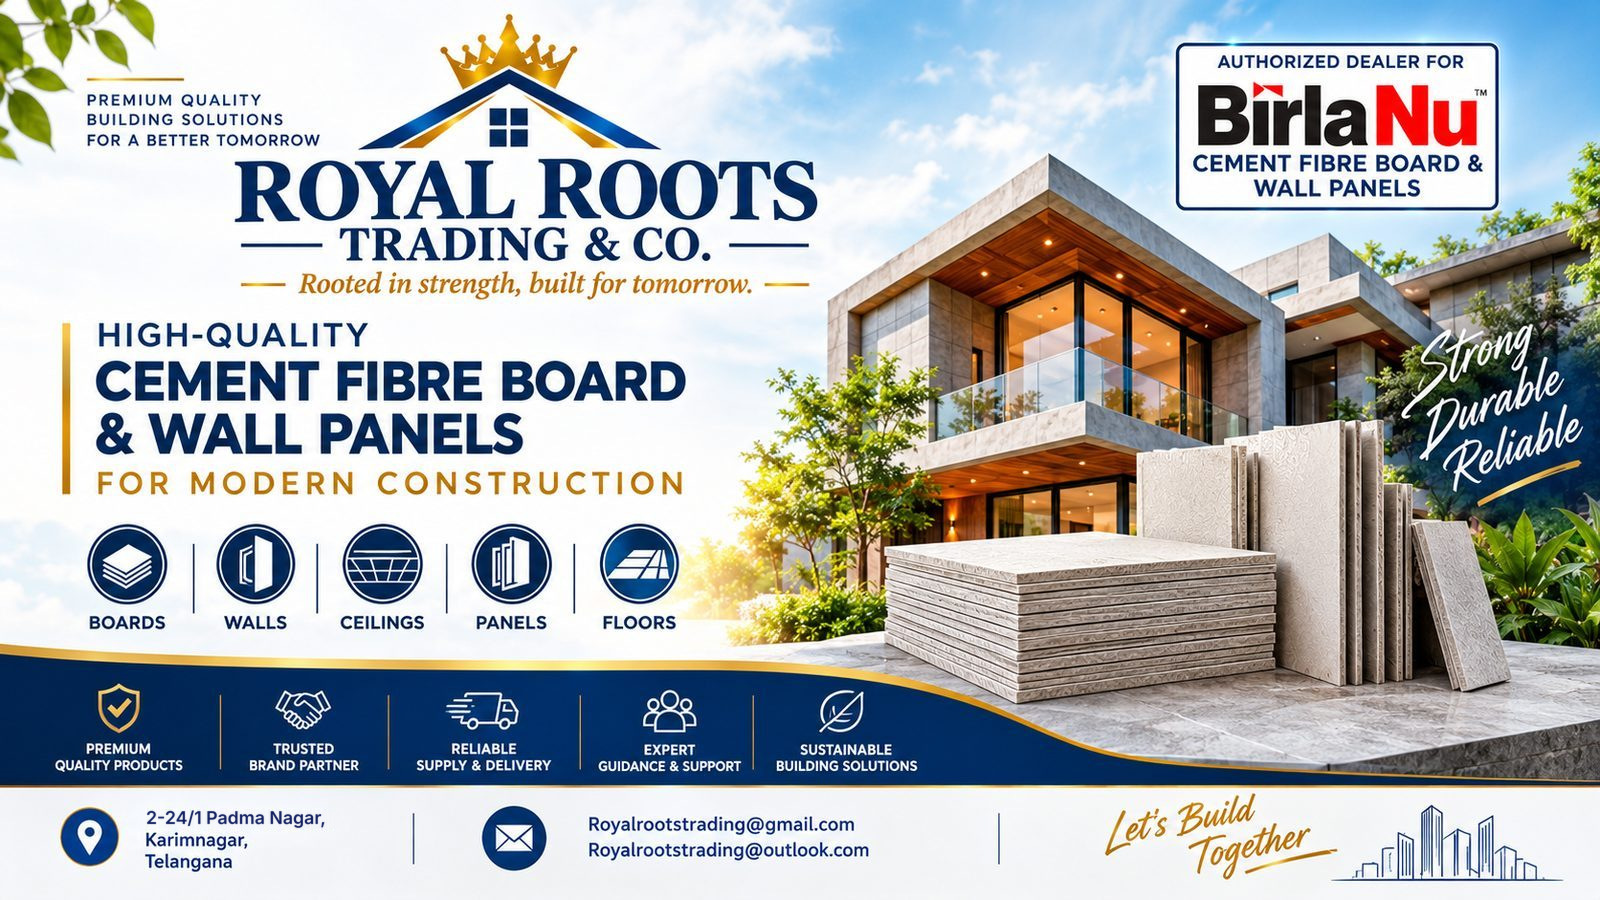 PREMIUM QUALITY
BUILDING SOLUTIONS
FOR A BETTER TOMORROW
ROYAL ROOTS
TRADING & CO.
Rooted in strength, built for tomorrow.
AUTHORIZED DEALER FOR
BirlaNu™
CEMENT FIBRE BOARD &
WALL PANELS
HIGH-QUALITY
CEMENT FIBRE BOARD
& WALL PANELS
FOR MODERN CONSTRUCTION
Strong
Durable
Reliable
BOARDS
WALLS
CEILINGS
PANELS
FLOORS
PREMIUM
QUALITY PRODUCTS
TRUSTED
BRAND PARTNER
RELIABLE
SUPPLY & DELIVERY
EXPERT
GUIDANCE & SUPPORT
SUSTAINABLE
BUILDING SOLUTIONS
2-24/1 Padma Nagar,
Karimnagar,
Telangana
Royalrootstrading@gmail.com
Royalrootstrading@outlook.com
Let's Build
Together